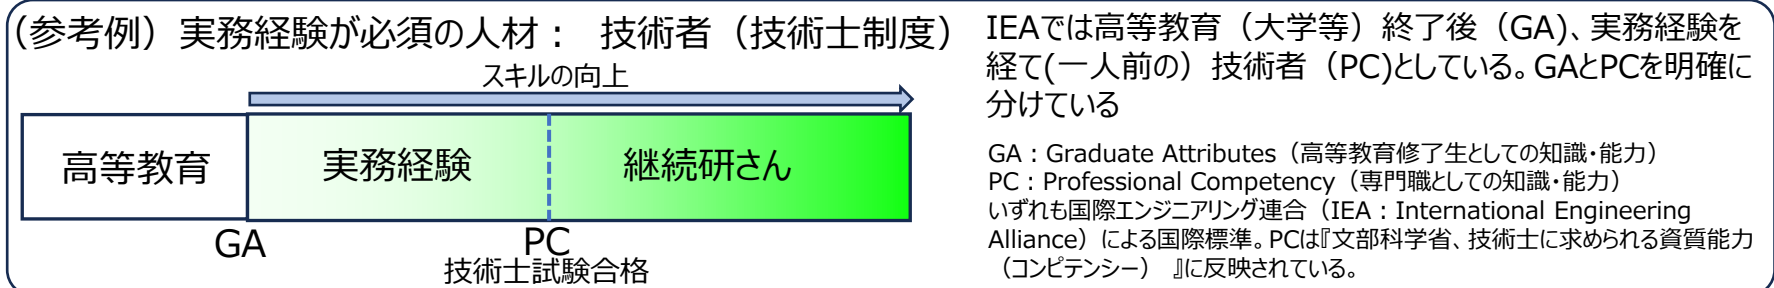 （参考例）実務経験が必須の人材： 技術者（技術士制度）
スキルの向上
高等教育
実務経験
継続研さん
GA
PC
技術士試験合格
IEAでは高等教育（大学等）終了後（GA)、実務経験を
経て(一人前の）技術者（PC)としている。GAとPCを明確に
分けている
GA：Graduate Attributes（高等教育修了生としての知識・能力）
PC：Professional Competency（専門職としての知識・能力）
いずれも国際エンジニアリング連合（IEA：International Engineering
Alliance）による国際標準。PCは『文部科学省、技術士に求められる資質能力
（コンピテンシー） 』に反映されている。